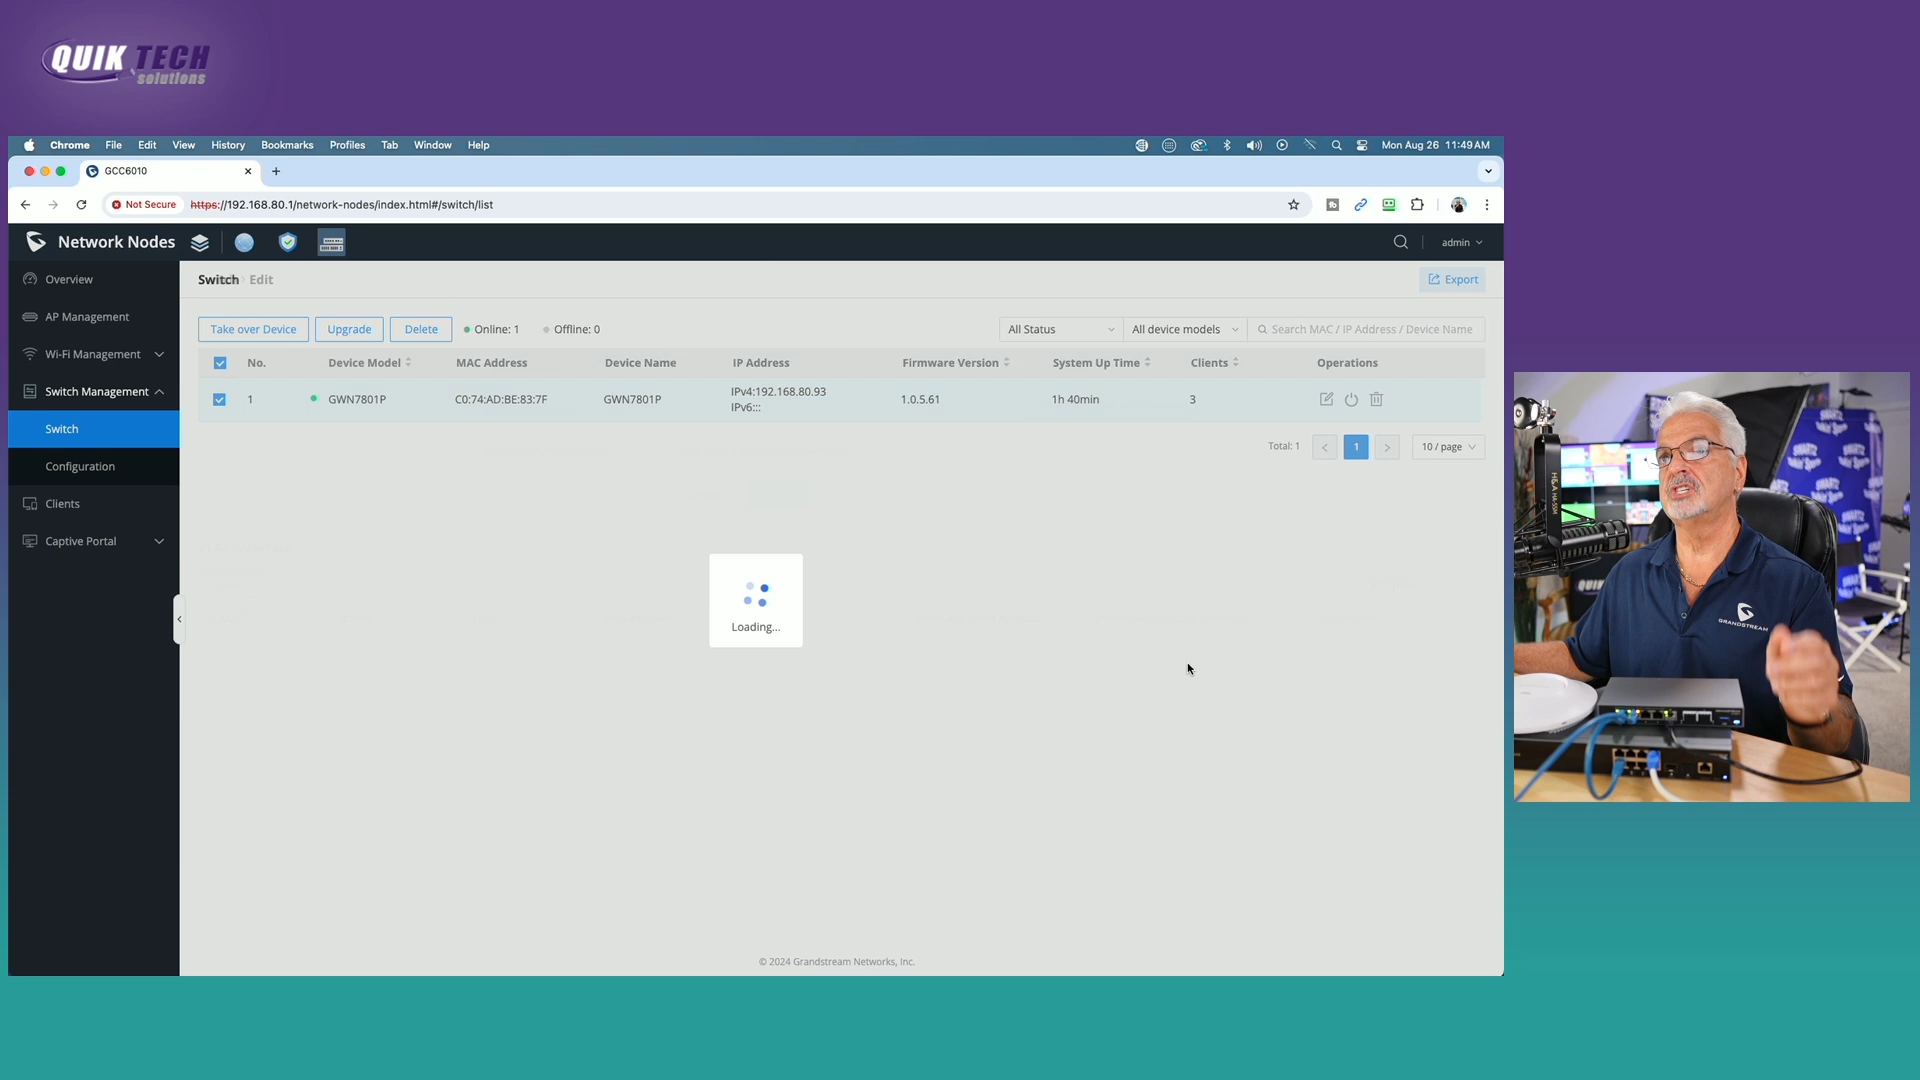 QUIK TECH
solutions
Chrome File Edit View History Bookmarks Profiles Tab Window Help
Mon Aug 26 11:49 AM
GCC6010
Not Secure https://192.168.80.1/network-nodes/index.html#/switch/list
Network Nodes
admin
Overview
AP Management
Wi-Fi Management
Switch Management
Switch
Configuration
Clients
Captive Portal
Switch Edit
Export
Take over Device Upgrade Delete Online: 1 Offline: 0
All Status All device models Search MAC / IP Address / Device Name
No. Device Model MAC Address Device Name IP Address Firmware Version System Up Time Clients Operations
1 GWN7801P C0:74:AD:BE:83:7F GWN7801P IPv4:192.168.80.93 1.0.5.61 1h 40min 3
IPv6:::
Total: 1 < 1 > 10 / page
Loading...
© 2024 Grandstream Networks, Inc.
GRANDSTREAM